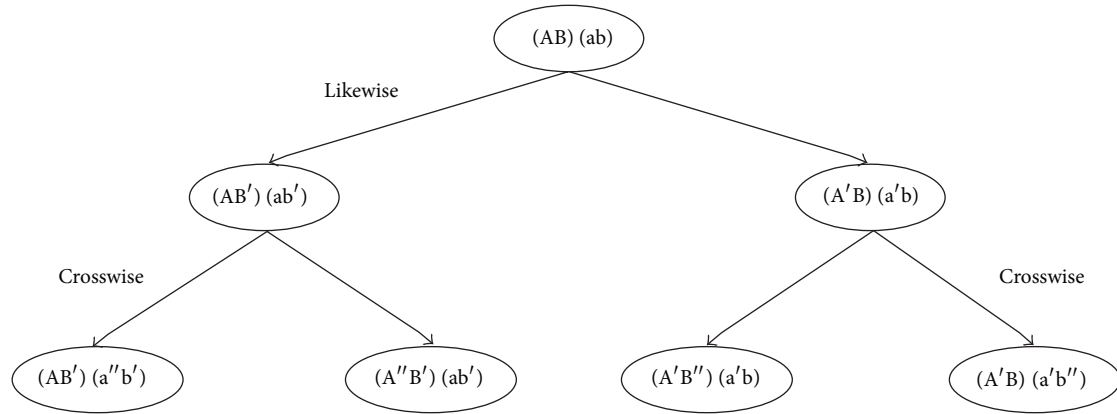 (AB) (ab)
Likewise
(AB′) (ab′)
(A′B) (a′b)
Crosswise
Crosswise
(AB′) (a″b′)
(A″B′) (ab′)
(A′B″) (a′b)
(A′B) (a′b″)